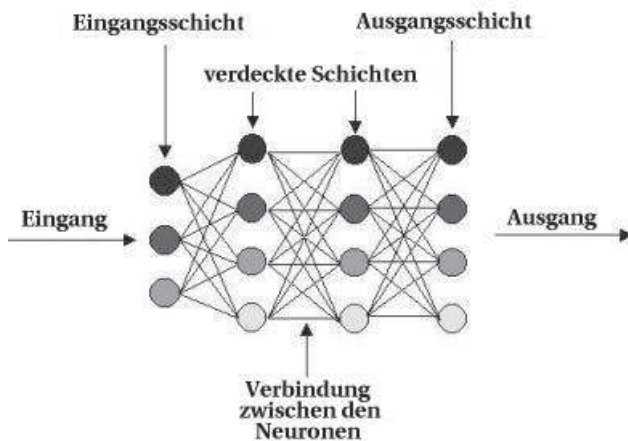 Eingangsschicht
Ausgangsschicht
verdeckte Schichten
Eingang
Ausgang
Verbindung
zwischen den
Neuronen